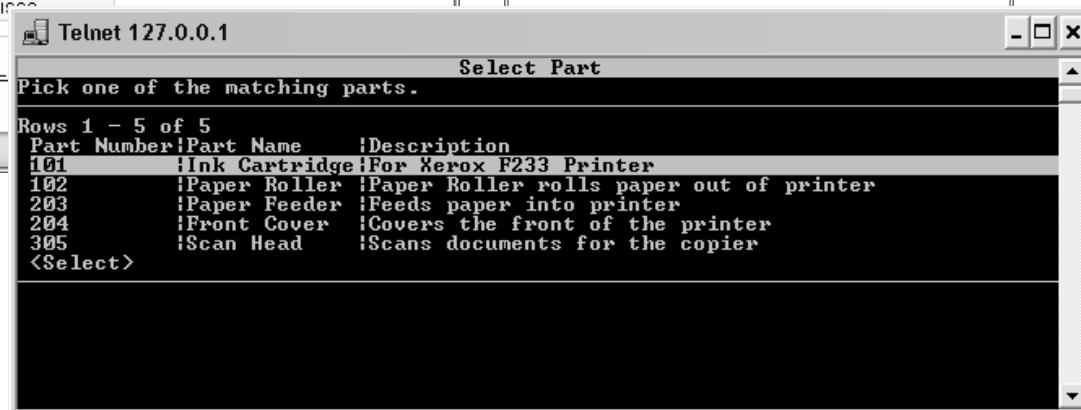 Telnet 127.0.0.1
Select Part
Pick one of the matching parts.
Rows 1 - 5 of 5
Part Number|Part Name |Description
101 |Ink Cartridge|For Xerox F233 Printer
102 |Paper Roller |Paper Roller rolls paper out of printer
203 |Paper Feeder |Feeds paper into printer
204 |Front Cover |Covers the front of the printer
305 |Scan Head |Scans documents for the copier
<Select>